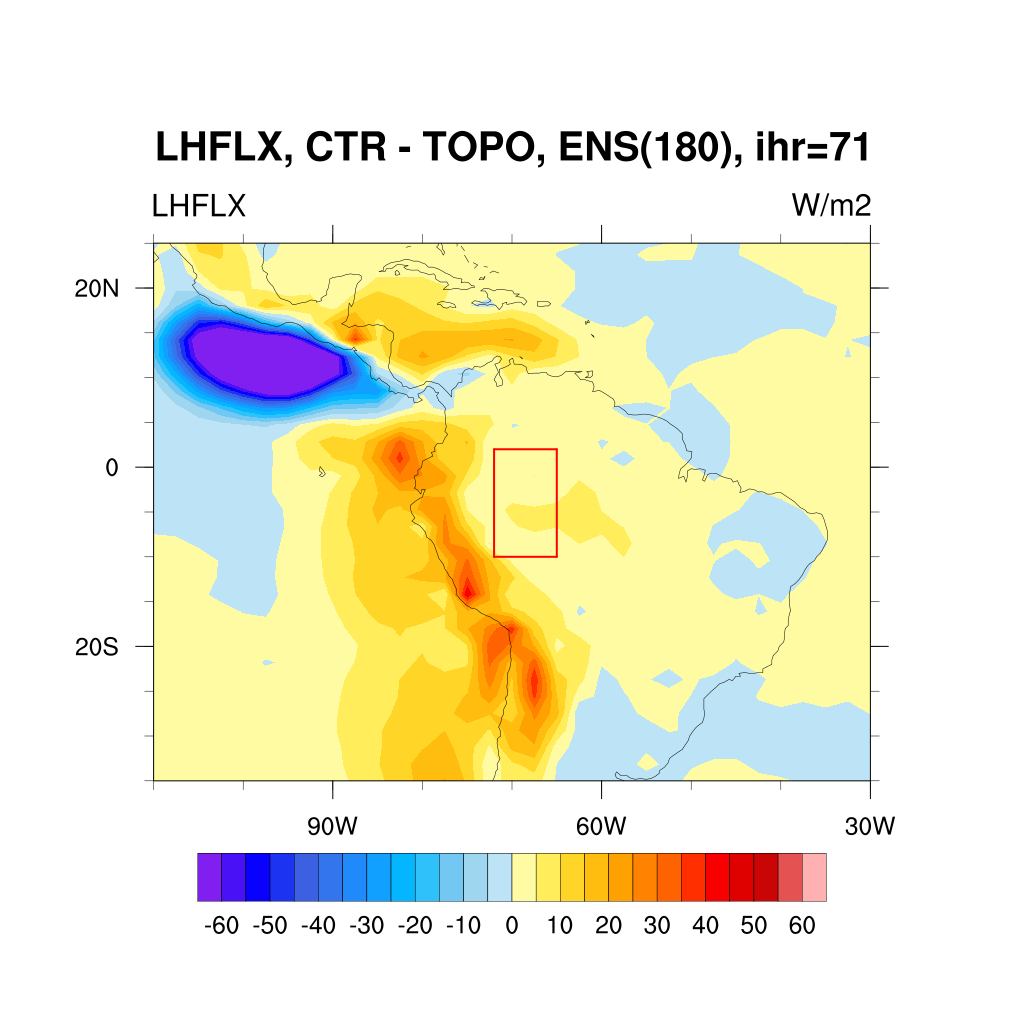 LHFLX, CTR - TOPO, ENS(180), ihr=71
LHFLX W/m2
20N
0
20S
90W 60W 30W
-60 -50 -40 -30 -20 -10 0 10 20 30 40 50 60